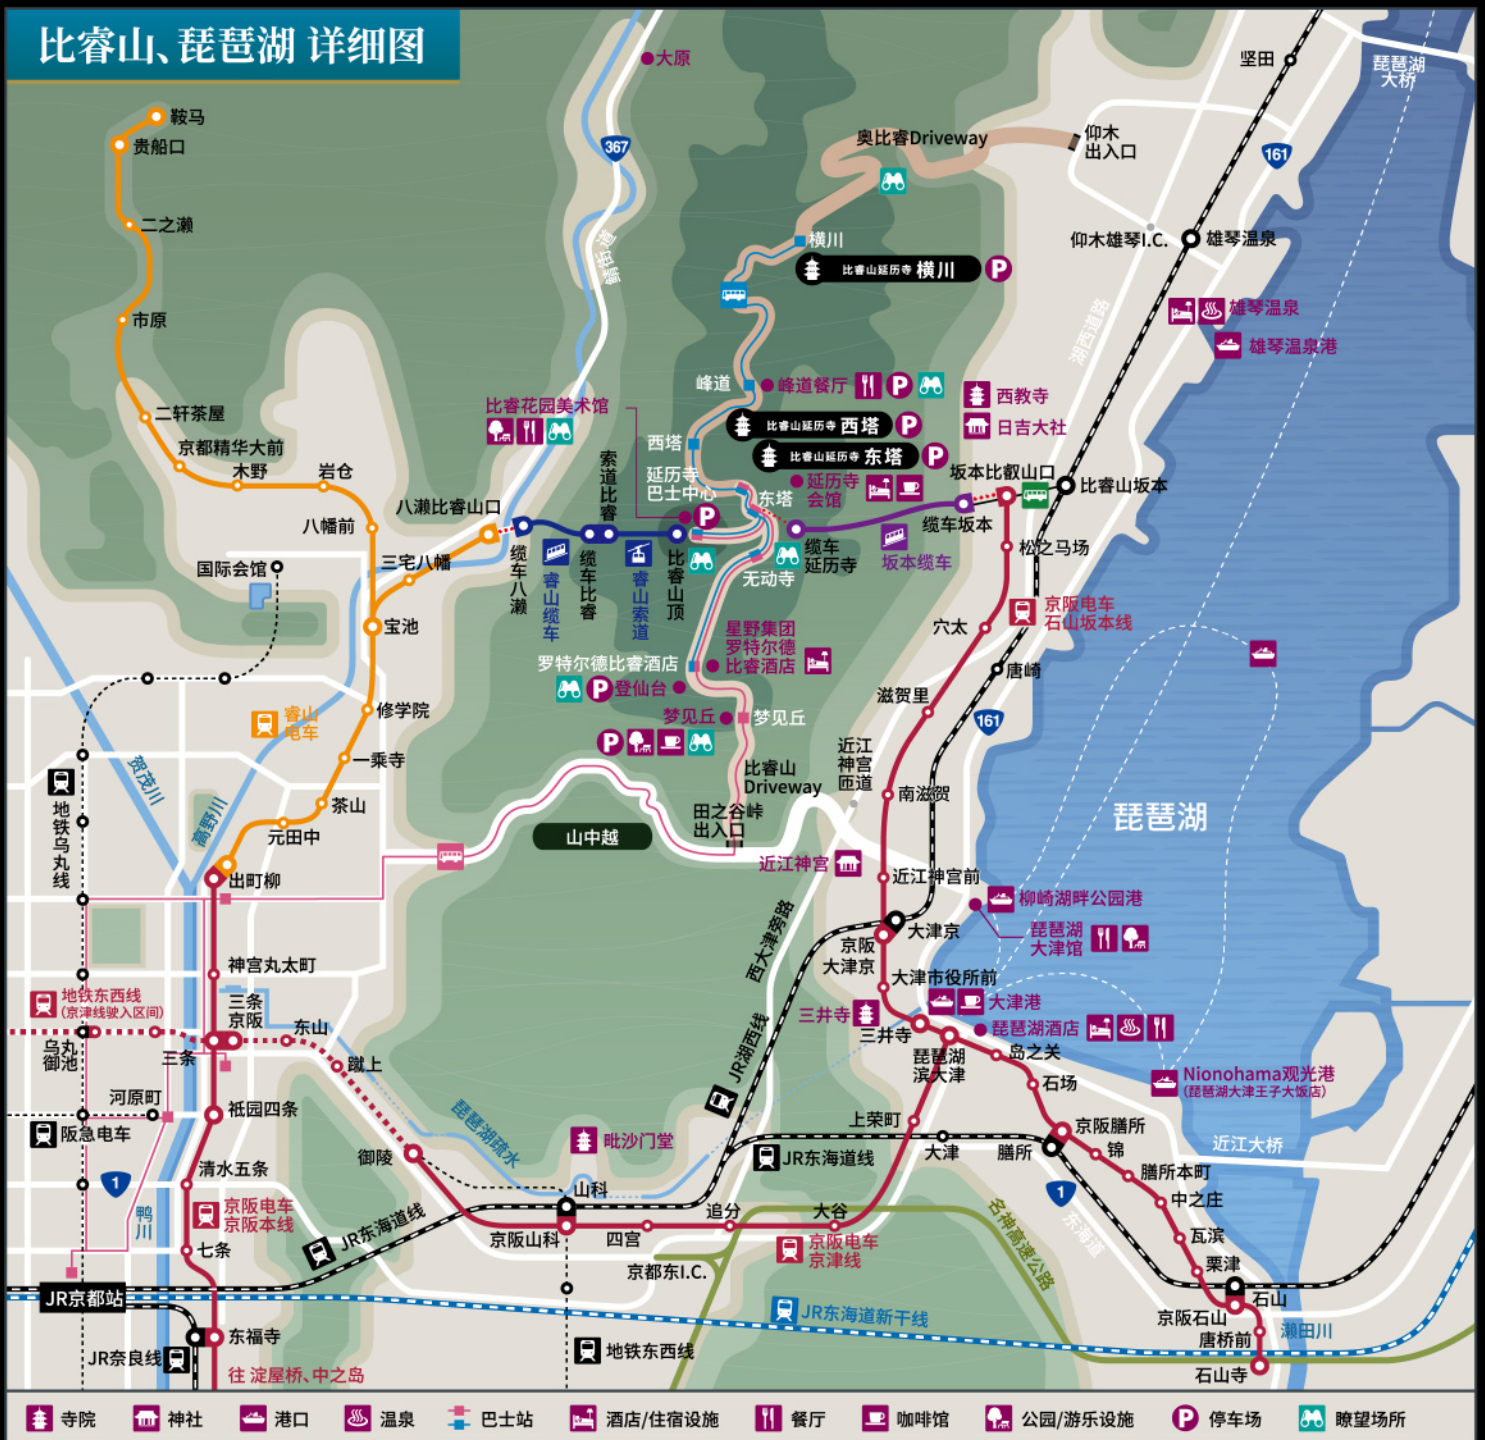 比睿山、琵琶湖 详细图
大原
坚田
琵琶湖
大桥
鞍马
贵船口
367
奥比睿Driveway
仰木
出入口
161
二之濑
鲭街道
横川
仰木雄琴I.C.
雄琴温泉
比睿山延历寺 横川
P
市原
湖西道路
雄琴温泉
雄琴温泉港
二轩茶屋
京都精华大前
木野
岩仓
比睿花园美术馆
峰道
峰道餐厅
P
西教寺
日吉大社
比睿山延历寺 西塔
P
西塔
比睿山延历寺 东塔
P
索道比睿
延历寺
巴士中心
东塔
延历寺
会馆
坂本比叡山口
比睿山坂本
八幡前
八濑比睿山口
P
缆车坂本
国际会馆
三宅八幡
缆车八濑
睿山缆车
缆车比睿
睿山索道
比睿山顶
缆车
延历寺
坂本缆车
松之马场
无动寺
宝池
京阪电车
石山坂本线
穴太
星野集团
罗特尔德
比睿酒店
罗特尔德比睿酒店
P
登仙台
唐崎
滋贺里
161
修学院
睿山
电车
梦见丘
梦见丘
P
一乘寺
贺茂川
近江
神宫
匝道
比睿山
Driveway
南滋贺
茶山
高野川
元田中
地铁乌丸线
田之谷峠
出入口
山中越
琵琶湖
近江神宫
近江神宫前
出町柳
柳崎湖畔公园港
琵琶湖
大津馆
大津京
京阪
大津京
西大津旁路
神宫丸太町
大津市役所前
地铁东西线
(京津线驶入区间)
三条
京阪
东山
大津港
三井寺
三井寺
琵琶湖酒店
乌丸
御池
三条
蹴上
琵琶湖
滨大津
岛之关
JR湖西线
石场
Nionohama观光港
(琵琶湖大津王子大饭店)
河原町
祇园四条
琵琶湖疏水
上荣町
京阪膳所
阪急电车
毗沙门堂
大津
膳所
锦
近江大桥
御陵
JR东海道线
膳所本町
清水五条
1
山科
1
中之庄
鸭川
京阪电车
京阪本线
JR东海道线
追分
大谷
东海道
名神高速公路
瓦滨
七条
京阪山科
四宫
京阪电车
京津线
京都东I.C.
栗津
JR京都站
石山
京阪石山
JR东海道新干线
唐桥前
濑田川
东福寺
JR奈良线
地铁东西线
往 淀屋桥、中之岛
石山寺
寺院
神社
港口
温泉
巴士站
酒店/住宿设施
餐厅
咖啡馆
公园/游乐设施
P
停车场
瞭望场所